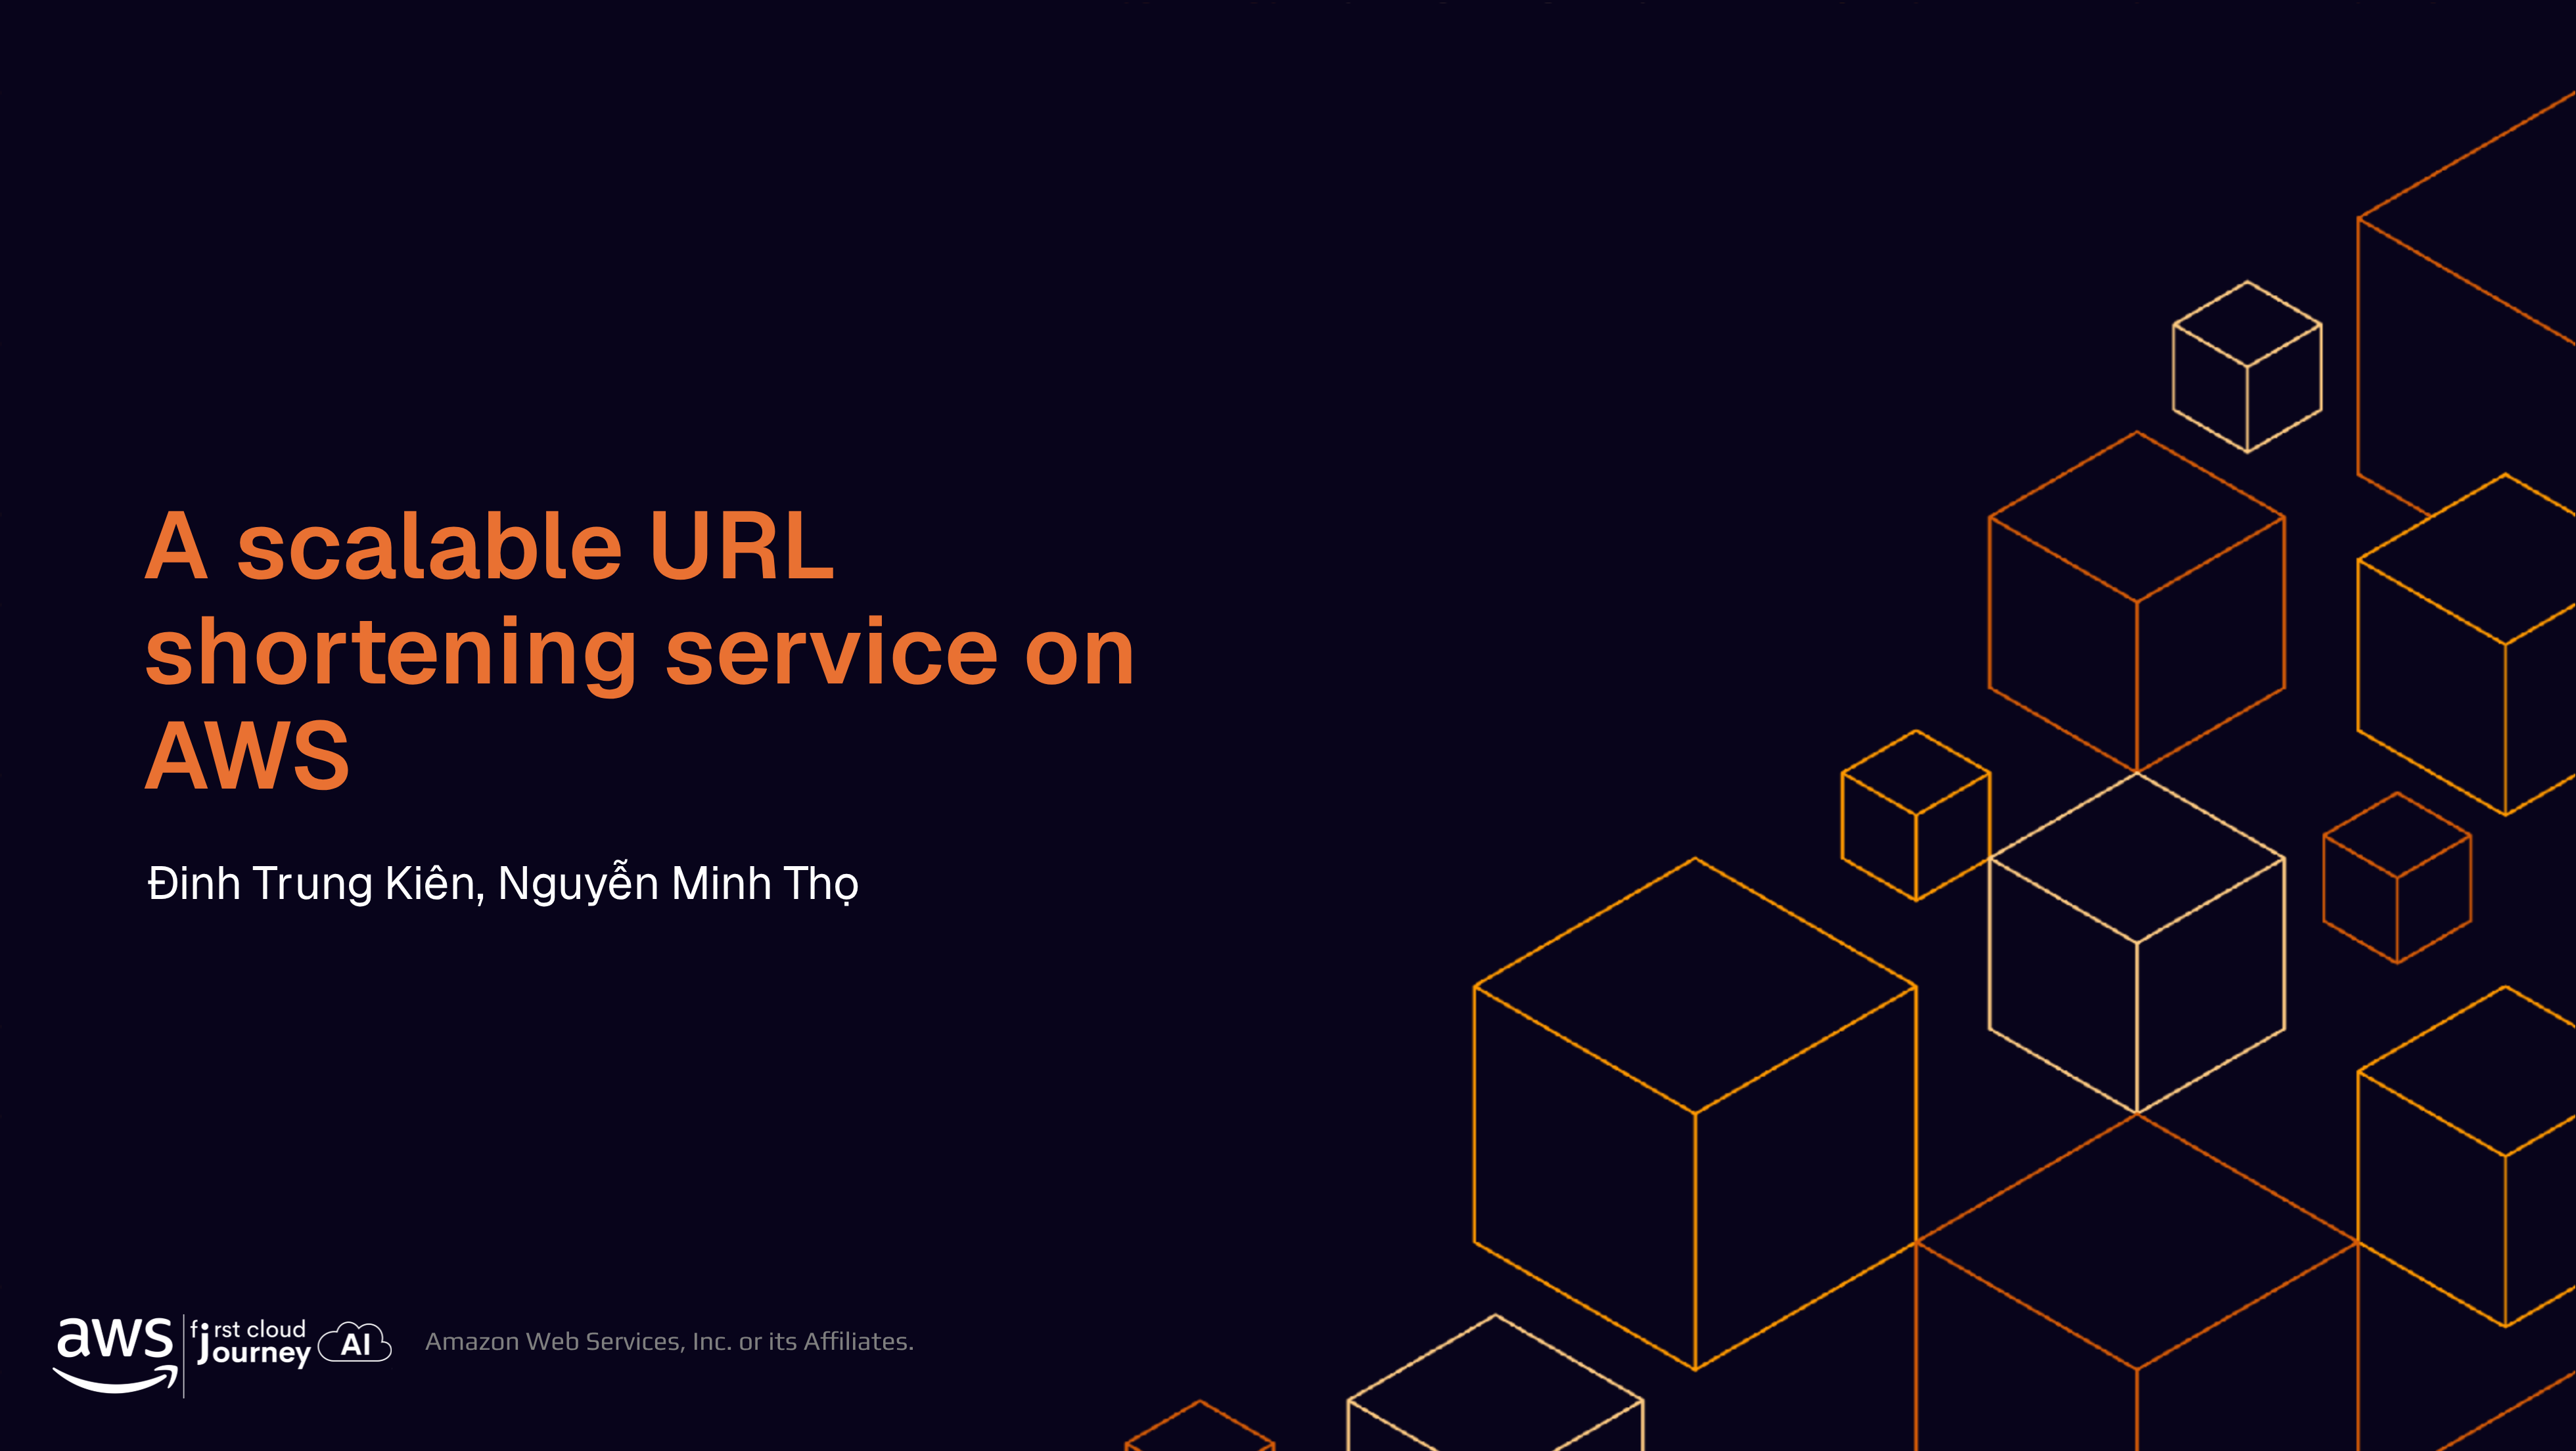 A scalable URL
shortening service on
AWS
Đinh Trung Kiên, Nguyễn Minh Thọ
aws
first cloud
journey
AI
Amazon Web Services, Inc. or its Affiliates.